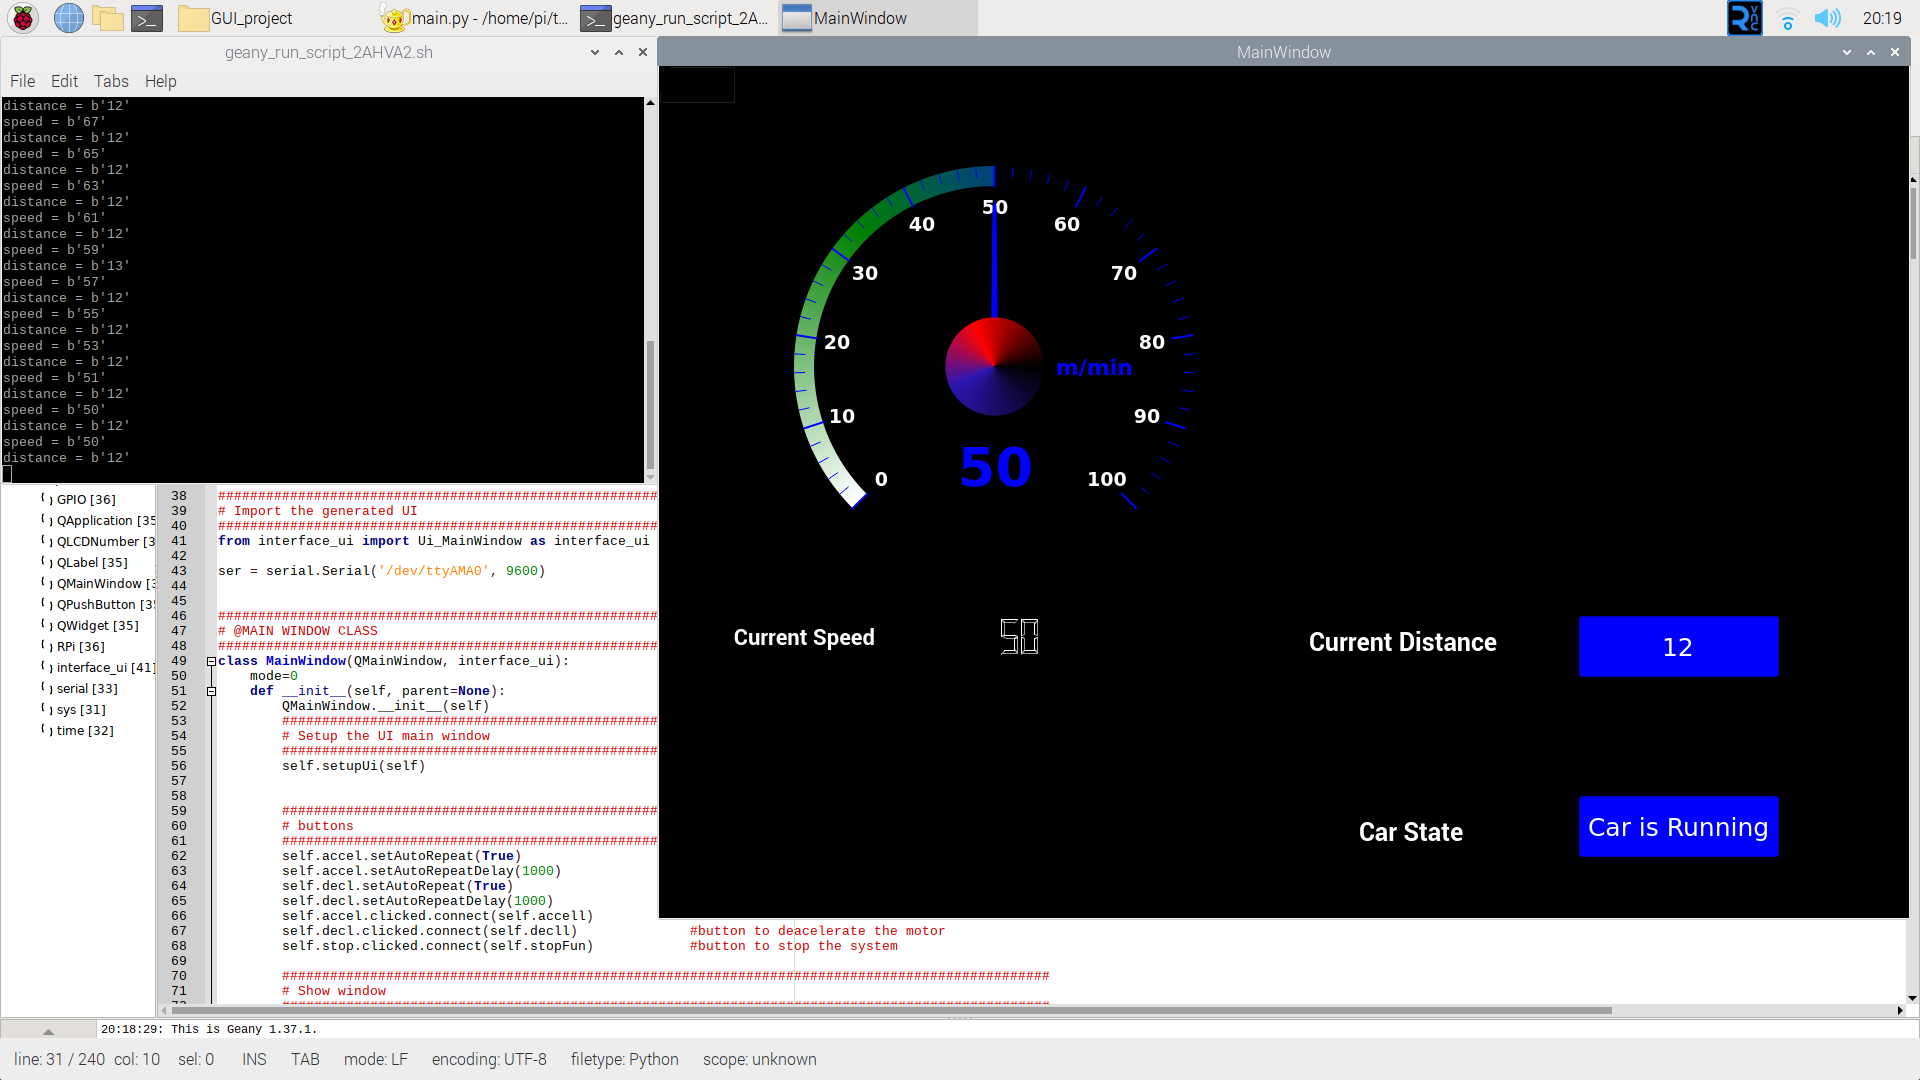 GUI_project
main.py - /home/pi/t...
geany_run_script_2A...
MainWindow
20:19
geany_run_script_2AHVA2.sh
File Edit Tabs Help
distance = b'12'
speed = b'67'
distance = b'12'
speed = b'65'
distance = b'12'
speed = b'63'
distance = b'12'
speed = b'61'
distance = b'12'
speed = b'59'
distance = b'13'
speed = b'57'
distance = b'12'
speed = b'55'
distance = b'12'
speed = b'53'
distance = b'12'
speed = b'51'
distance = b'12'
speed = b'50'
distance = b'12'
speed = b'50'
distance = b'12'
MainWindow
0
10
20
30
40
50
60
70
80
90
100
m/min
50
Current Speed
50
Current Distance
12
Car State
Car is Running
GPIO [36]
QApplication [35
QLCDNumber [3
QLabel [35]
QMainWindow [3
QPushButton [35
QWidget [35]
RPi [36]
interface_ui [41]
serial [33]
sys [31]
time [32]
38 #######################################################
39 # Import the generated UI
40 #######################################################
41 from interface_ui import Ui_MainWindow as interface_ui
42
43 ser = serial.Serial('/dev/ttyAMA0', 9600)
44
45
46 #######################################################
47 # @MAIN WINDOW CLASS
48 #######################################################
49 class MainWindow(QMainWindow, interface_ui):
50 mode=0
51 def __init__(self, parent=None):
52 QMainWindow.__init__(self)
53 ###############################################
54 # Setup the UI main window
55 ###############################################
56 self.setupUi(self)
57
58
59 ###############################################
60 # buttons
61 ###############################################
62 self.accel.setAutoRepeat(True)
63 self.accel.setAutoRepeatDelay(1000)
64 self.decl.setAutoRepeat(True)
65 self.decl.setAutoRepeatDelay(1000)
66 self.accel.clicked.connect(self.accell)
67 self.decl.clicked.connect(self.decll) #button to deacelerate the motor
68 self.stop.clicked.connect(self.stopFun) #button to stop the system
69
70 ################################################################################################
71 # Show window
20:18:29: This is Geany 1.37.1.
line: 31 / 240 col: 10 sel: 0 INS TAB mode: LF encoding: UTF-8 filetype: Python scope: unknown